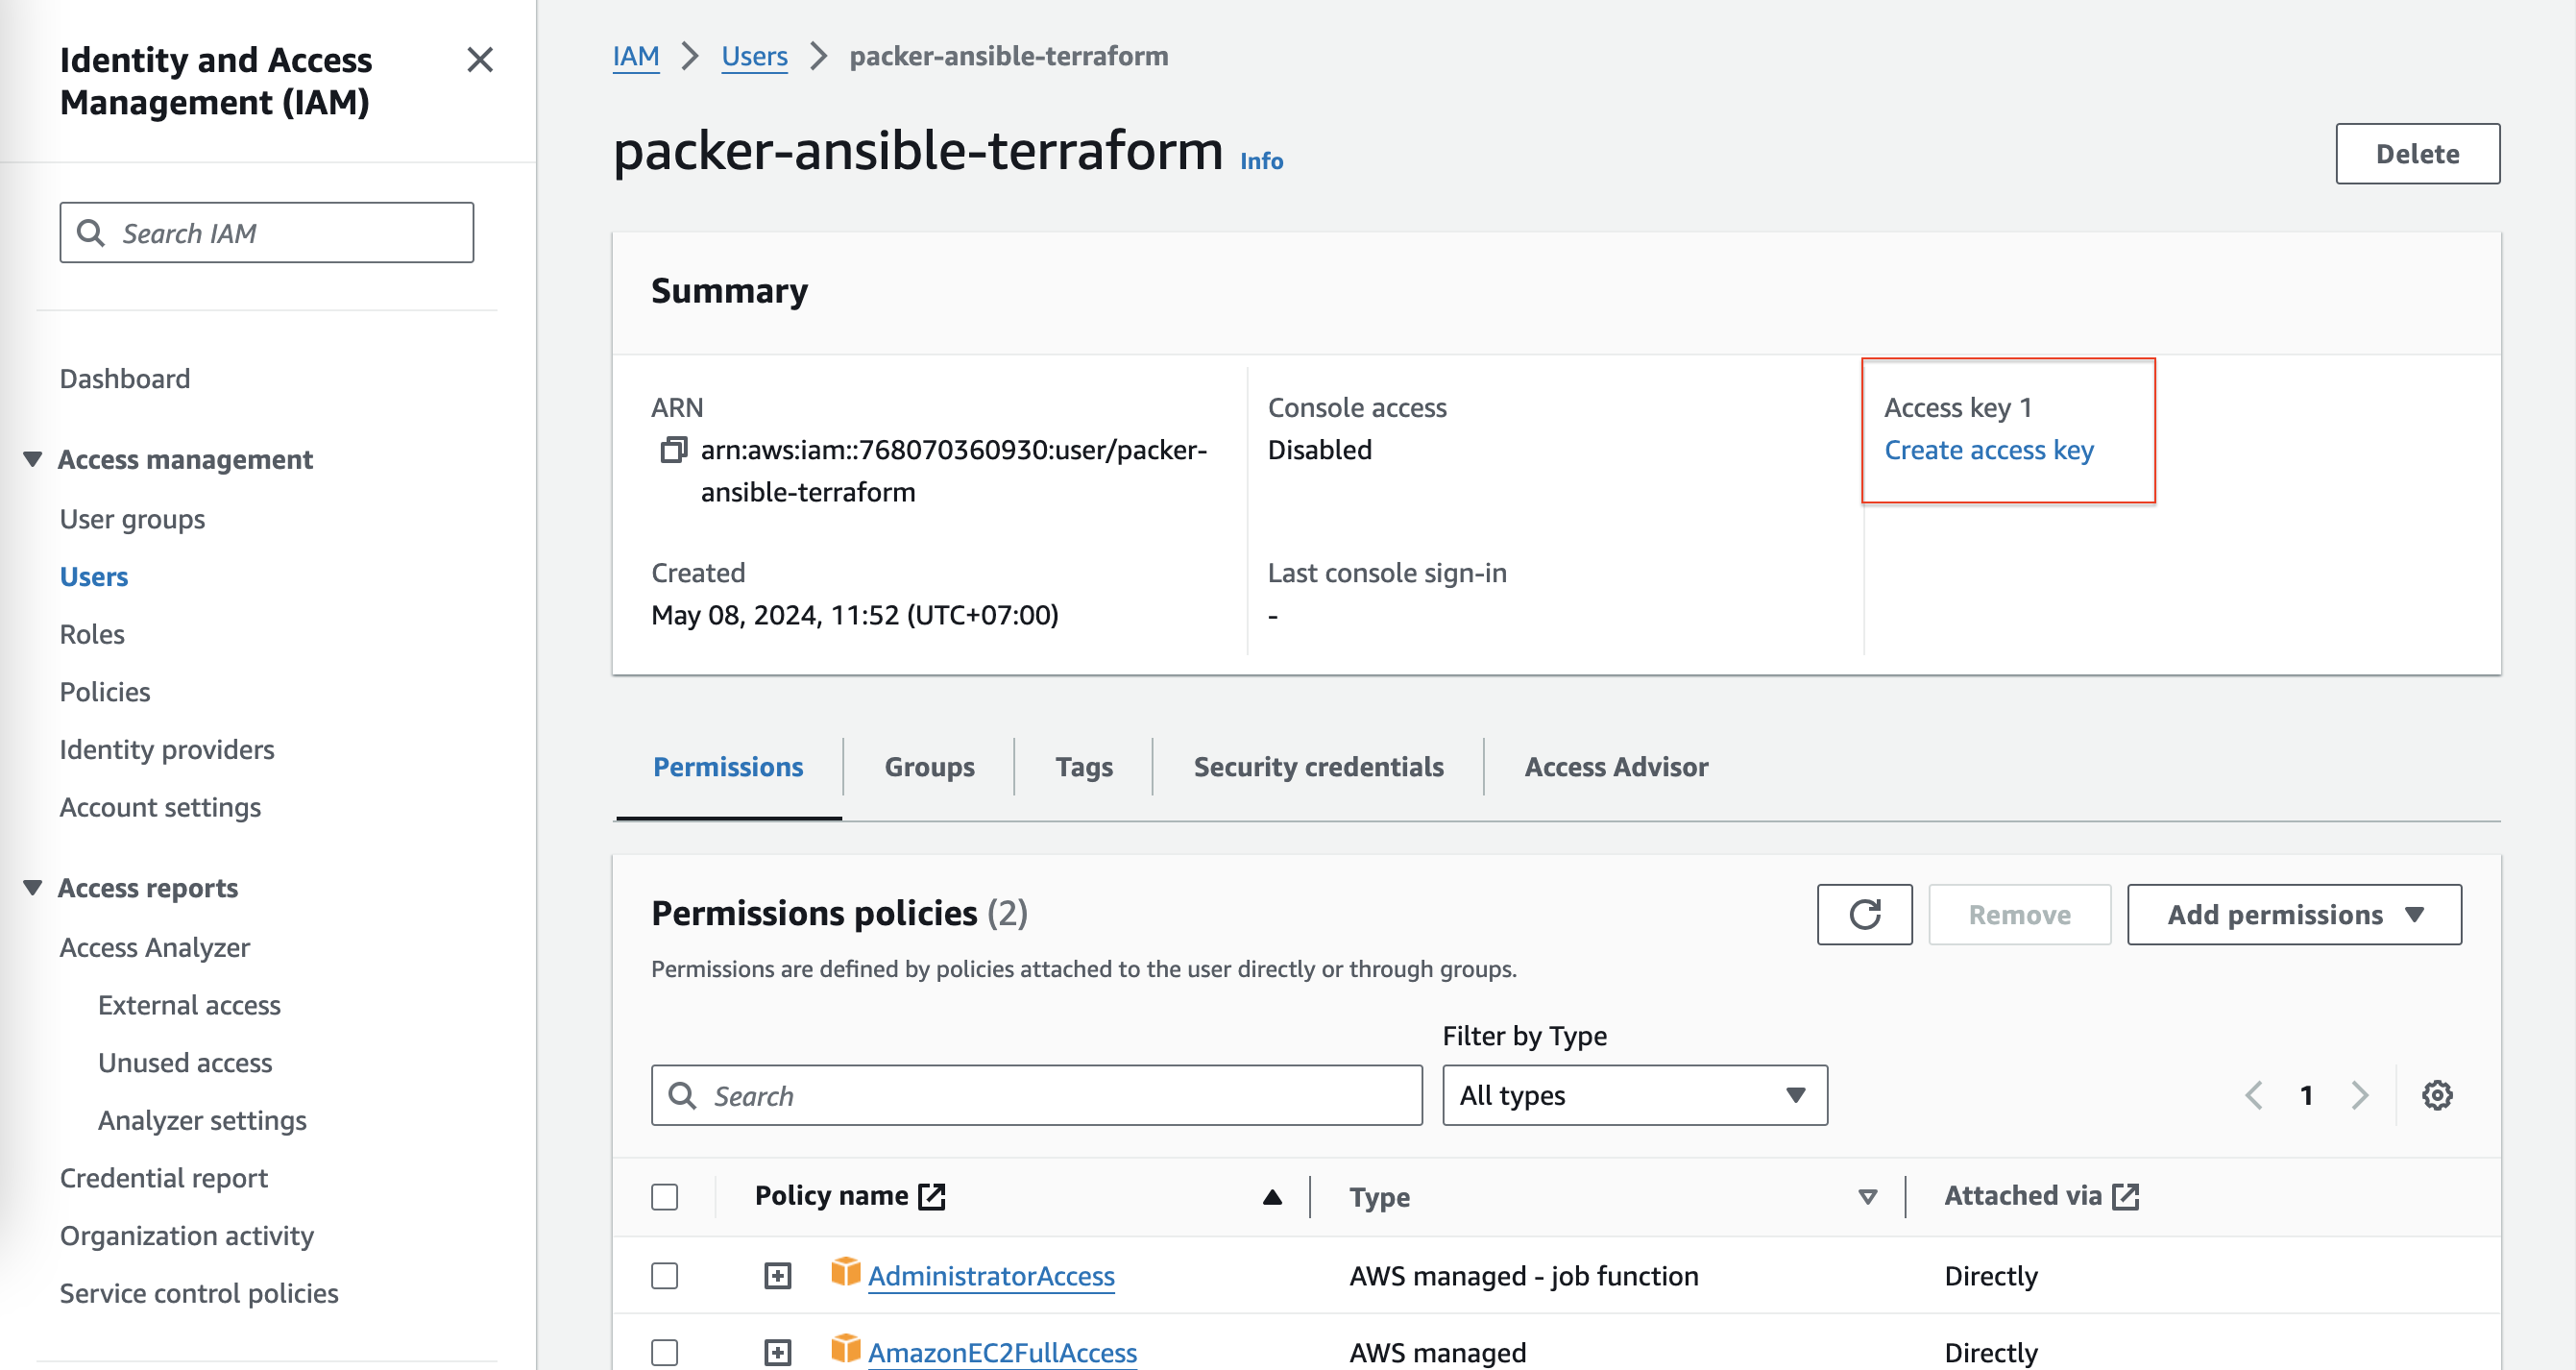 Identity and Access
Management (IAM)
Search IAM
Dashboard
Access management
User groups
Users
Roles
Policies
Identity providers
Account settings
Access reports
Access Analyzer
External access
Unused access
Analyzer settings
Credential report
Organization activity
Service control policies
IAM > Users > packer-ansible-terraform
packer-ansible-terraform Info
Delete
Summary
ARN
arn:aws:iam::768070360930:user/packer-
ansible-terraform
Console access
Disabled
Access key 1
Create access key
Created
May 08, 2024, 11:52 (UTC+07:00)
Last console sign-in
-
Permissions Groups Tags Security credentials Access Advisor
Permissions policies (2)
Remove
Add permissions
Permissions are defined by policies attached to the user directly or through groups.
Filter by Type
Search
All types
1
Policy name Type Attached via
AdministratorAccess AWS managed - job function Directly
AmazonEC2FullAccess AWS managed Directly